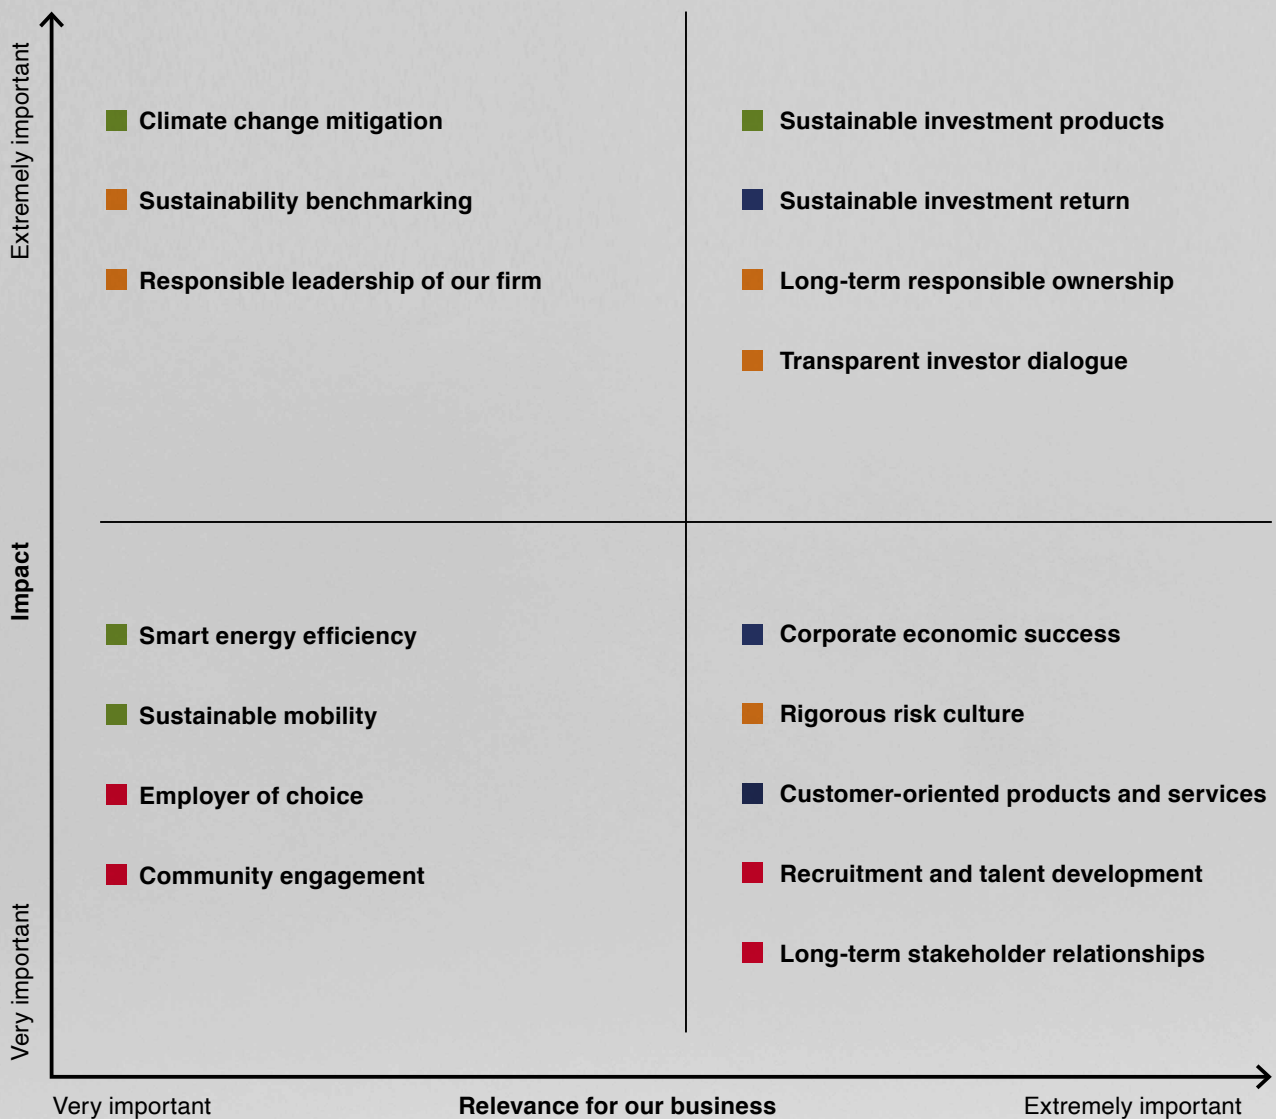 Extremely important
Climate change mitigation
Sustainability benchmarking
Responsible leadership of our firm
Sustainable investment products
Sustainable investment return
Long-term responsible ownership
Transparent investor dialogue
Impact
Smart energy efficiency
Sustainable mobility
Employer of choice
Community engagement
Corporate economic success
Rigorous risk culture
Customer-oriented products and services
Recruitment and talent development
Long-term stakeholder relationships
Very important
Very important
Relevance for our business
Extremely important